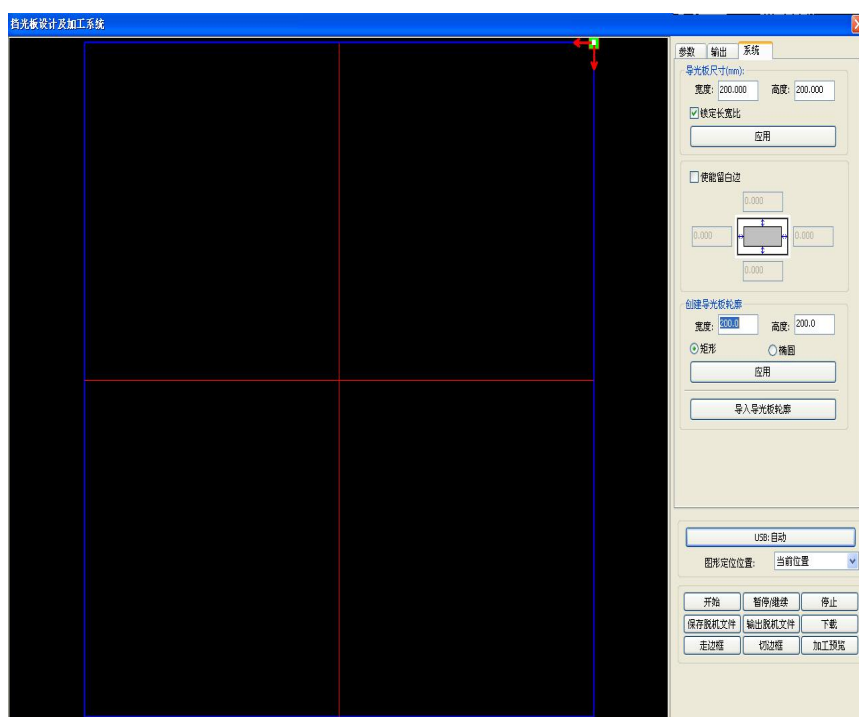 挡光板设计及加工系统
参数 输出 系统
导光板尺寸(mm):
宽度: 200.000 高度: 200.000
锁定长宽比
应用
使能留白边
0.000
0.000 0.000
0.000
创建导光板轮廓
宽度: 200.0 高度: 200.0
矩形 椭圆
应用
导入导光板轮廓
USB:自动
图形定位位置: 当前位置
开始 暂停/继续 停止
保存脱机文件 输出脱机文件 下载
走边框 切边框 加工预览